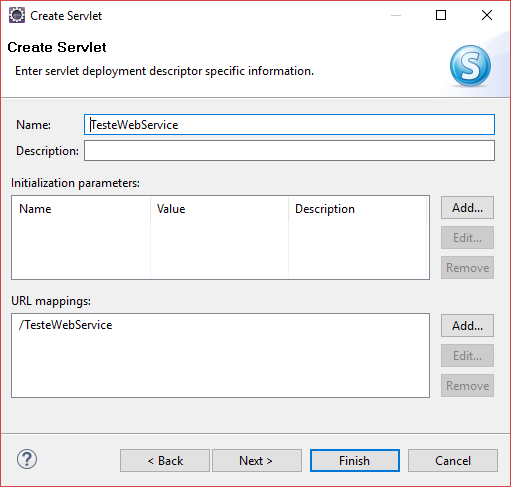 Create Servlet
Create Servlet
Enter servlet deployment descriptor specific information.
S
Name: TesteWebService
Description:
Initialization parameters:
Name Value Description
Add...
Edit...
Remove
URL mappings:
/TesteWebService
Add...
Edit...
Remove
? < Back Next > Finish Cancel